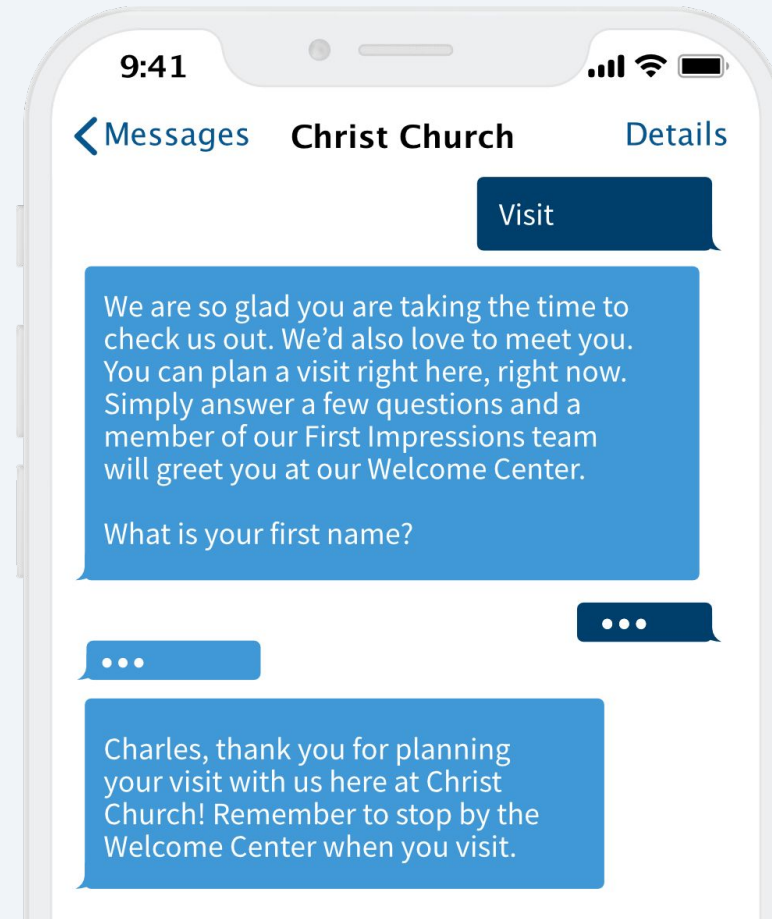 9:41
Messages Christ Church Details
Visit
We are so glad you are taking the time to
check us out. We’d also love to meet you.
You can plan a visit right here, right now.
Simply answer a few questions and a
member of our First Impressions team
will greet you at our Welcome Center.
What is your first name?
•••
•••
Charles, thank you for planning
your visit with us here at Christ
Church! Remember to stop by the
Welcome Center when you visit.